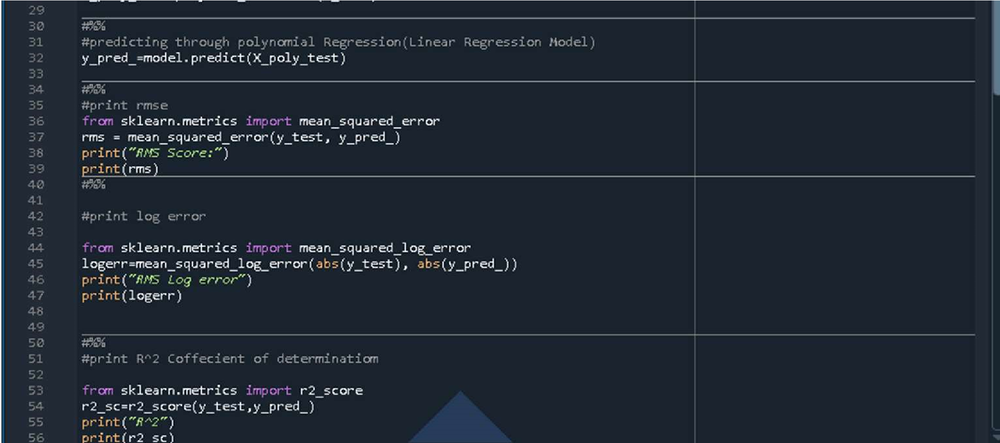 29
30 #%%
31 #predicting through polynomial Regression(Linear Regression Model)
32 y_pred_=model.predict(X_poly_test)
33
34 #%%
35 #print rmse
36 from sklearn.metrics import mean_squared_error
37 rms = mean_squared_error(y_test, y_pred_)
38 print("RMS Score:")
39 print(rms)
40 #%%
41
42 #print log error
43
44 from sklearn.metrics import mean_squared_log_error
45 logerr=mean_squared_log_error(abs(y_test), abs(y_pred_))
46 print("RMS Log error")
47 print(logerr)
48
49
50 #%%
51 #print R^2 Coffecient of determinatiom
52
53 from sklearn.metrics import r2_score
54 r2_sc=r2_score(y_test,y_pred_)
55 print("R^2")
56 print(r2_sc)